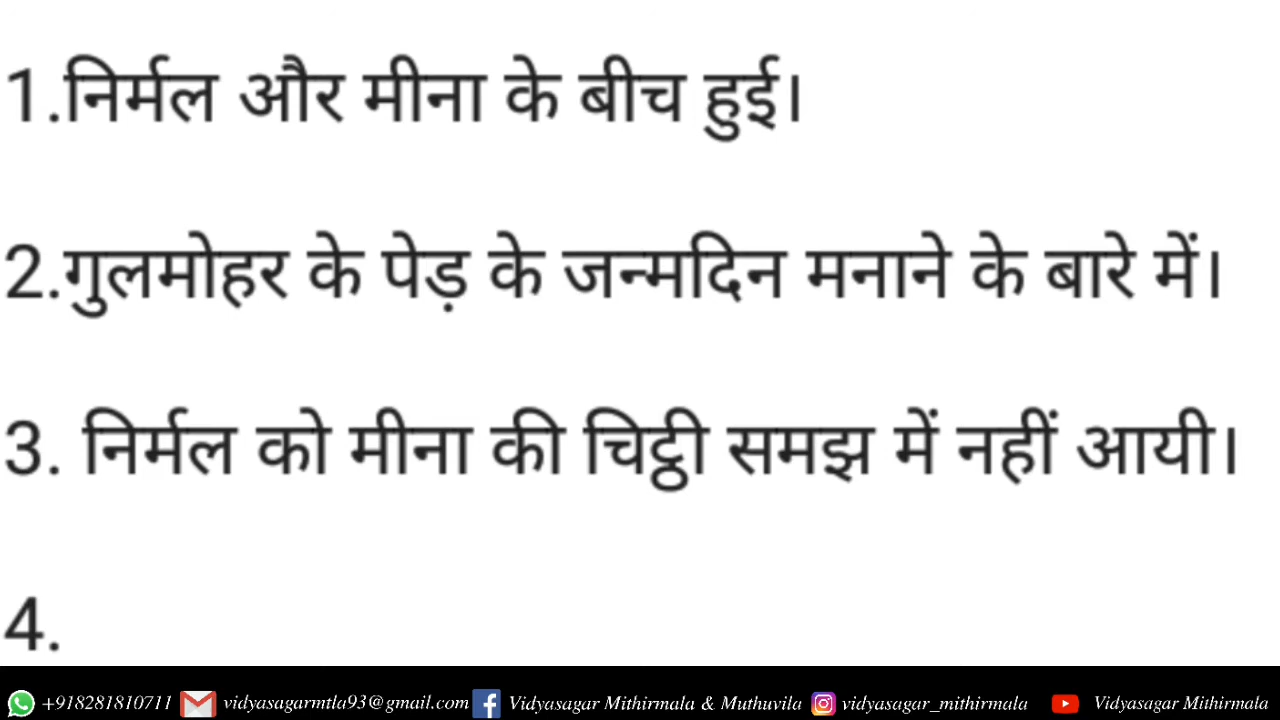 1.निर्मल और मीना के बीच हुई।
2.गुलमोहर के पेड़ के जन्मदिन मनाने के बारे में।
3. निर्मल को मीना की चिट्ठी समझ में नहीं आयी।
4.
+918281810711 vidyasagarmtla93@gmail.com Vidyasagar Mithirmala & Muthuvila vidyasagar_mithirmala Vidyasagar Mithirmala